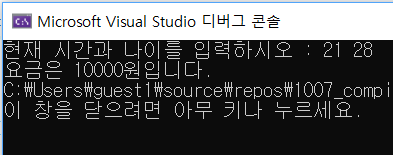 Microsoft Visual Studio 디버그 콘솔
현재 시간과 나이를 입력하시오 : 21 28
요금은 10000원입니다.
C:\Users\guest1\source\repos\1007_compi
이 창을 닫으려면 아무 키나 누르세요.